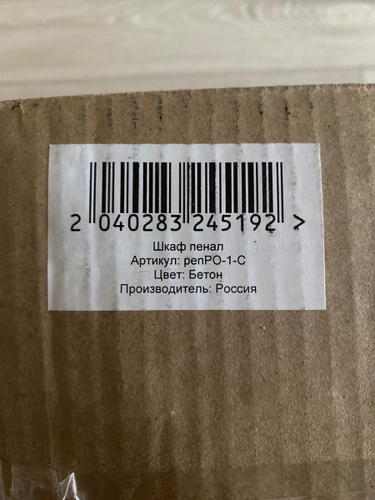 2 040283 245192 >
Шкаф пенал
Артикул: penPO-1-C
Цвет: Бетон
Производитель: Россия